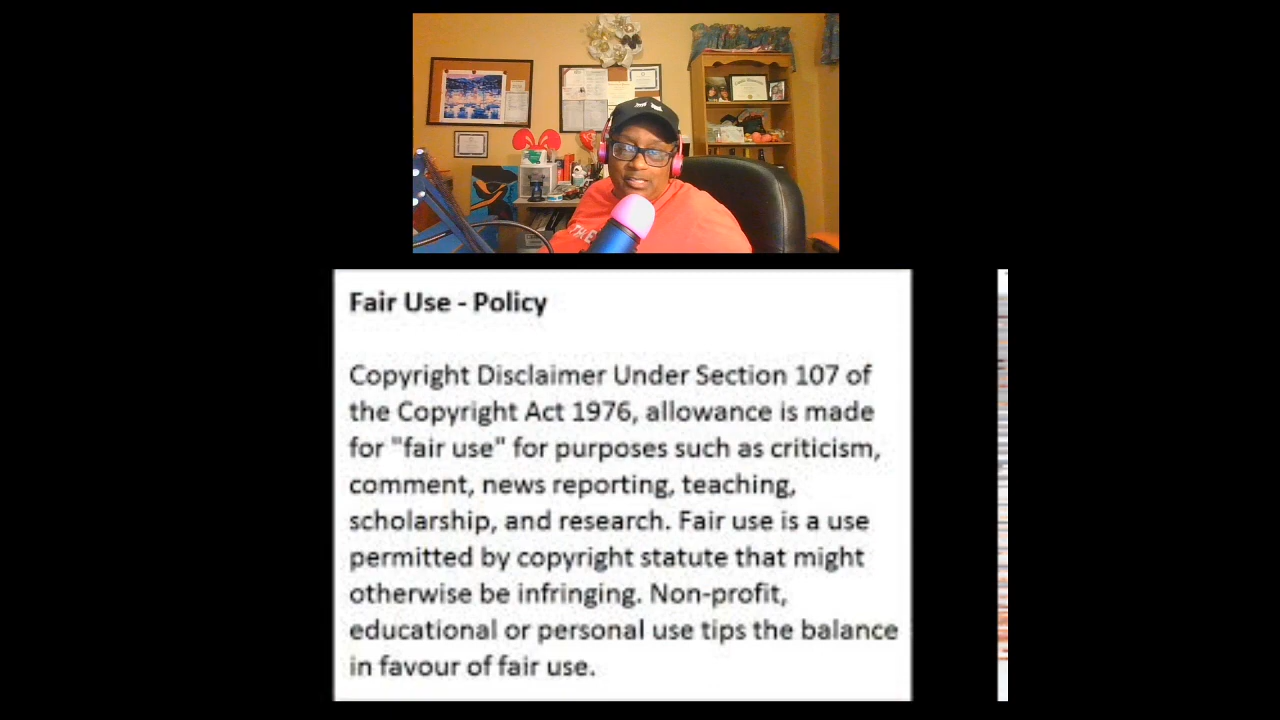 Fair Use - Policy
Copyright Disclaimer Under Section 107 of
the Copyright Act 1976, allowance is made
for "fair use" for purposes such as criticism,
comment, news reporting, teaching,
scholarship, and research. Fair use is a use
permitted by copyright statute that might
otherwise be infringing. Non-profit,
educational or personal use tips the balance
in favour of fair use.